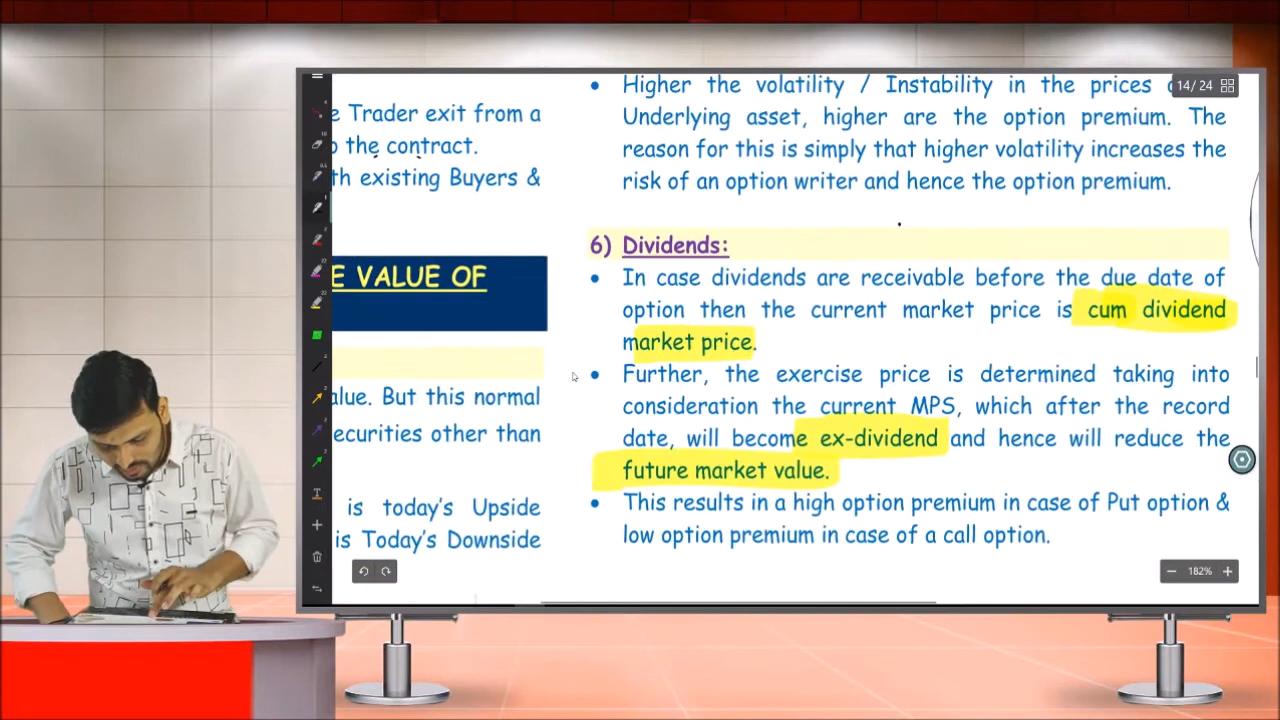 e Trader exit from a
the contract.
th existing Buyers &
E VALUE OF
alue. But this normal
ecurities other than
is today's Upside
is Today's Downside
• Higher the volatility / Instability in the prices
Underlying asset, higher are the option premium. The
reason for this is simply that higher volatility increases the
risk of an option writer and hence the option premium.
6) Dividends:
• In case dividends are receivable before the due date of
option then the current market price is cum dividend
market price.
• Further, the exercise price is determined taking into
consideration the current MPS, which after the record
date, will become ex-dividend and hence will reduce the
future market value.
• This results in a high option premium in case of Put option &
low option premium in case of a call option.
14/24
− 182% +